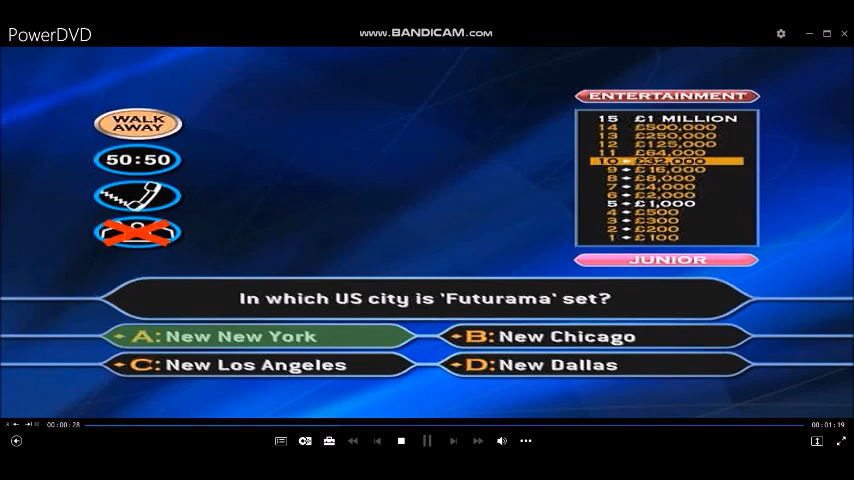 PowerDVD
www.BANDICAM.com
ENTERTAINMENT
WALK
AWAY
50:50
15 £1 MILLION
14 £500,000
13 £250,000
12 £125,000
11 £64,000
10 £32,000
9 £16,000
8 £8,000
7 £4,000
6 £2,000
5 £1,000
4 £500
3 £300
2 £200
1 £100
JUNIOR
In which US city is 'Futurama' set?
A: New New York
B: New Chicago
C: New Los Angeles
D: New Dallas
00:00:28
00:01:19